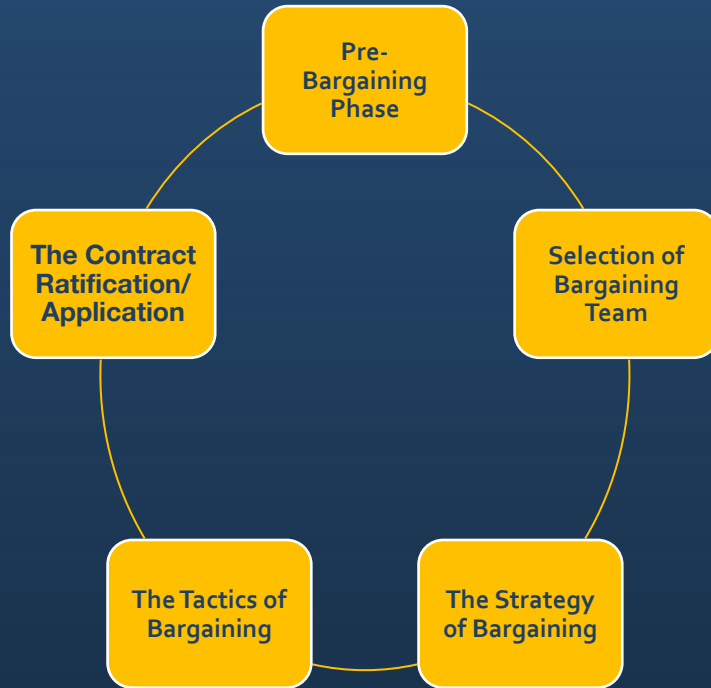 Pre-
Bargaining
Phase
Selection of
Bargaining
Team
The Strategy
of Bargaining
The Tactics of
Bargaining
The Contract
Ratification/
Application